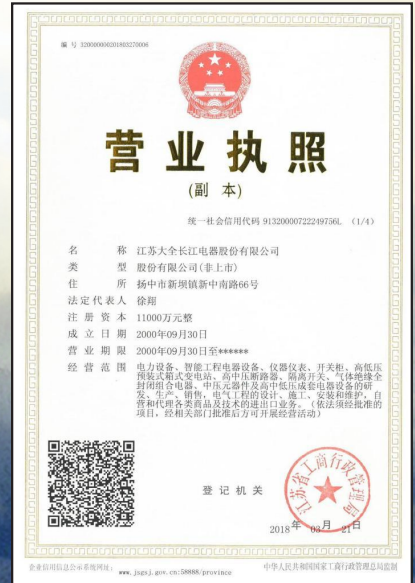 编 号 320000000201803270006
营业执照
(副 本)
统一社会信用代码 91320000722249756L (1/4)
名 称 江苏大全长江电器股份有限公司
类 型 股份有限公司(非上市)
住 所 扬中市新坝镇新中南路66号
法定代表人 徐翔
注 册 资 本 11000万元整
成 立 日 期 2000年09月30日
营 业 期 限 2000年09月30日至******
经 营 范 围 电力设备、智能工程电器设备、仪器仪表、开关柜、高低压
预装式箱式变电站、高中压断路器、隔离开关、气体绝缘全
封闭组合电器、中压元器件及高中低压成套电器设备的研
发、生产、销售,电气工程的设计、施工、安装和维护,自
营和代理各类商品及技术的进出口业务。(依法须经批准的
项目,经相关部门批准后方可开展经营活动)
登 记 机 关
江苏省工商行政管理局
2018 年 03月 21日
企业信用信息公示系统网址: www.jsgsj.gov.cn:58888/province
中华人民共和国国家工商行政管理总局监制